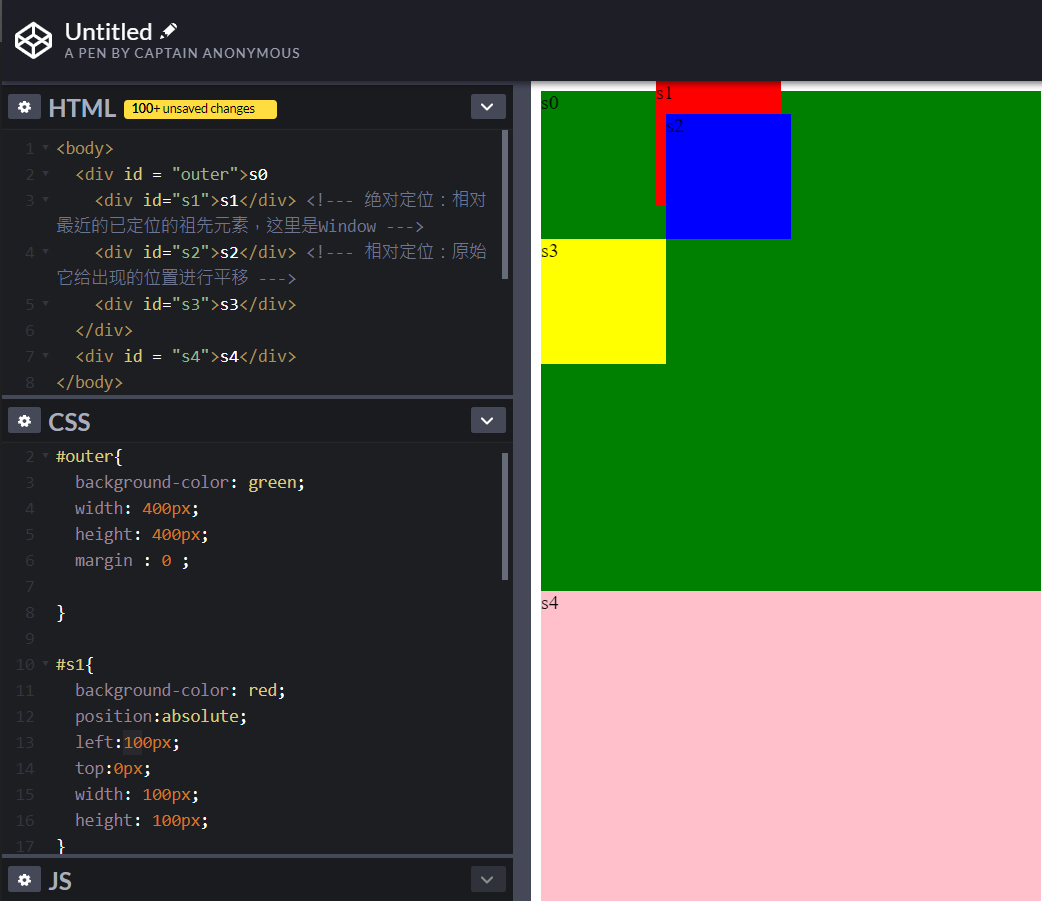 Untitled
A PEN BY CAPTAIN ANONYMOUS
HTML 100+ unsaved changes
1 <body>
2 <div id = "outer">s0
3 <div id="s1">s1</div> <!--- 绝对定位：相对
最近的已定位的祖先元素，这里是Window --->
4 <div id="s2">s2</div> <!--- 相对定位：原始
它给出现的位置进行平移 --->
5 <div id="s3">s3</div>
6 </div>
7 <div id = "s4">s4</div>
8 </body>
CSS
2 #outer{
3 background-color: green;
4 width: 400px;
5 height: 400px;
6 margin : 0 ;
7
8 }
9
10 #s1{
11 background-color: red;
12 position:absolute;
13 left:100px;
14 top:0px;
15 width: 100px;
16 height: 100px;
17 }
JS
s1
s0
s2
s3
s4